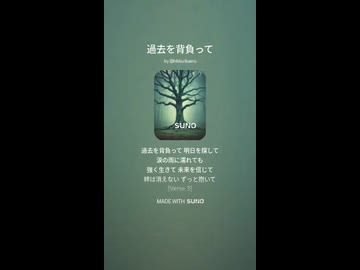 過去を背負って
SUNO
過去を背負って 明日を探して
涙の雨に濡れても
強く生きて 未来を信じて
絆は消えない ずっと抱いて
[Verse 3]
MADE WITH SUNO